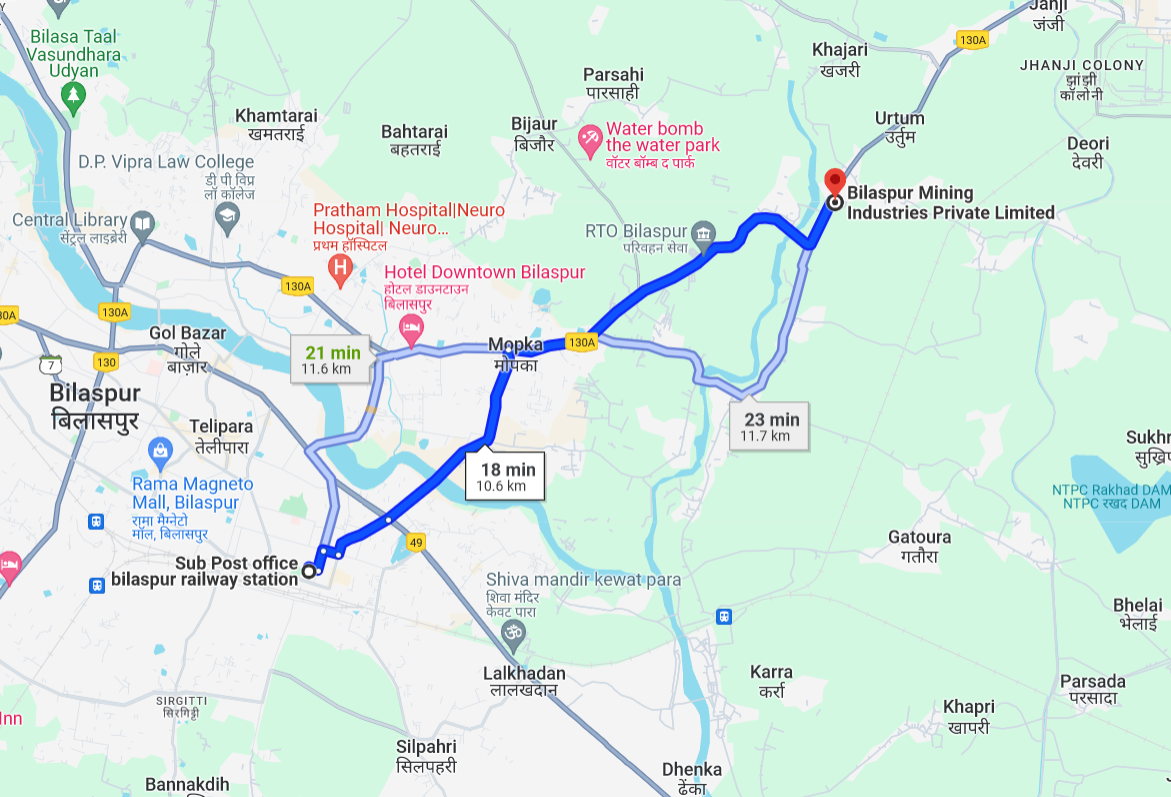 Janji
जंजी
Bilasa Taal
Vasundhara
Udyan
130A
Khajari
खजरी
JHANJI COLONY
झांझी
कॉलोनी
Parsahi
पारसाही
Khamtarai
खमतराई
Bahtarai
बहतराई
Bijaur
बिजौर
Water bomb
the water park
वॉटर बॉम्ब द पार्क
Urtum
उर्तुम
Deori
देवरी
D.P. Vipra Law College
डी पी विप्र
लॉ कॉलेज
Central Library
सेंट्रल लाइब्रेरी
Pratham Hospital|Neuro
Hospital| Neuro...
प्रथम हॉस्पिटल
H
Bilaspur Mining
Industries Private Limited
RTO Bilaspur
परिवहन सेवा
Hotel Downtown Bilaspur
होटल डाउनटाउन
बिलासपुर
130A
130A
30A
Gol Bazar
गोले
बाज़ार
Mopka
मोपका
130A
21 min
11.6 km
130
7
Bilaspur
बिलासपुर
Telipara
तेलीपारा
23 min
11.7 km
Sukhr
सुख्रि
Rama Magneto
Mall, Bilaspur
रामा मैग्नेटो
मॉल, बिलासपुर
18 min
10.6 km
NTPC Rakhad DAM
NTPC रखद DAM
49
Gatoura
गतौरा
Sub Post office
bilaspur railway station
Shiva mandir kewat para
शिवा मंदिर
केवट पारा
Bhelai
भेलाई
Lalkhadan
लालखदान
Karra
कर्रा
Parsada
परसादा
SIRGITTI
सिरगिट्टी
Khapri
खापरी
Inn
Silpahri
सिलपहरी
Dhenka
ढेंका
Bannakdih